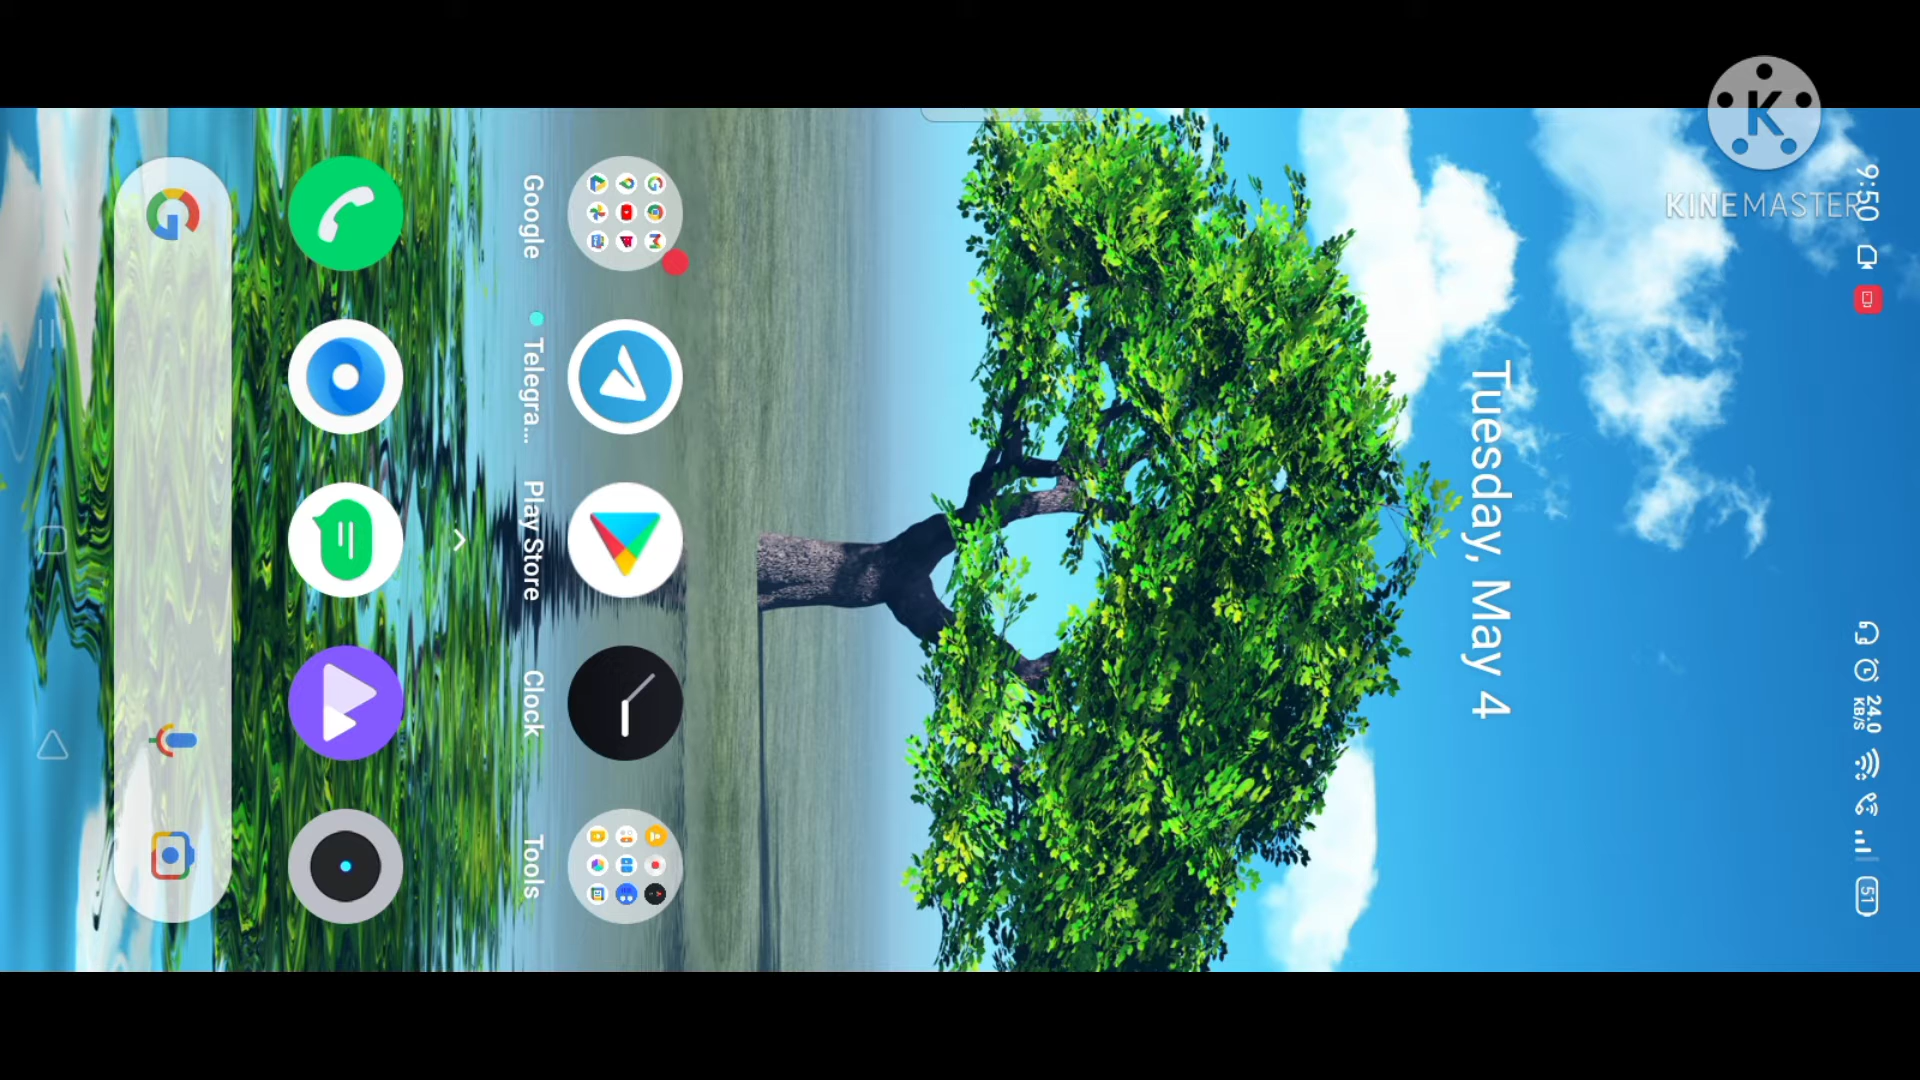 K
KINEMASTER
9:50
24.0
KB/S
51
Tuesday, May 4
Google
Telegra...
Play Store
Clock
Tools